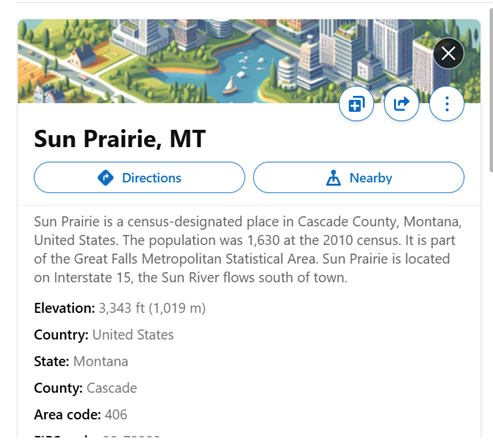 Sun Prairie, MT
Directions
Nearby
Sun Prairie is a census-designated place in Cascade County, Montana,
United States. The population was 1,630 at the 2010 census. It is part
of the Great Falls Metropolitan Statistical Area. Sun Prairie is located
on Interstate 15, the Sun River flows south of town.
Elevation: 3,343 ft (1,019 m)
Country: United States
State: Montana
County: Cascade
Area code: 406